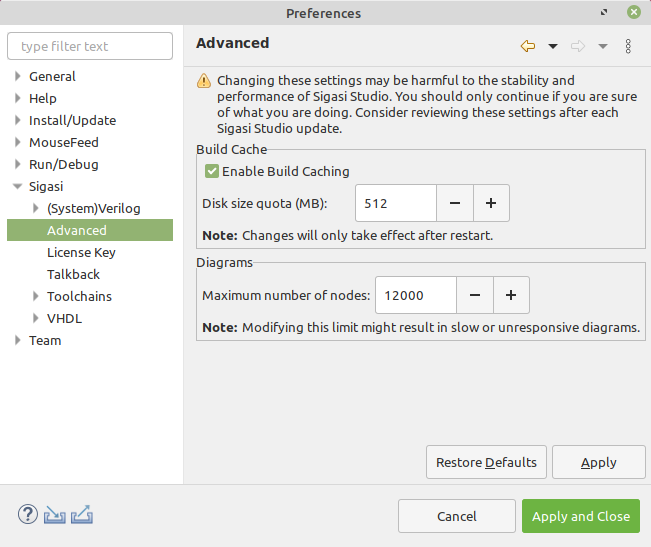 Preferences
type filter text
General
Help
Install/Update
MouseFeed
Run/Debug
Sigasi
(System)Verilog
Advanced
License Key
Talkback
Toolchains
VHDL
Team
Advanced
Changing these settings may be harmful to the stability and
performance of Sigasi Studio. You should only continue if you are sure
of what you are doing. Consider reviewing these settings after each
Sigasi Studio update.
Build Cache
Enable Build Caching
Disk size quota (MB): 512 − +
Note: Changes will only take effect after restart.
Diagrams
Maximum number of nodes: 12000 − +
Note: Modifying this limit might result in slow or unresponsive diagrams.
Restore Defaults Apply
? Cancel Apply and Close